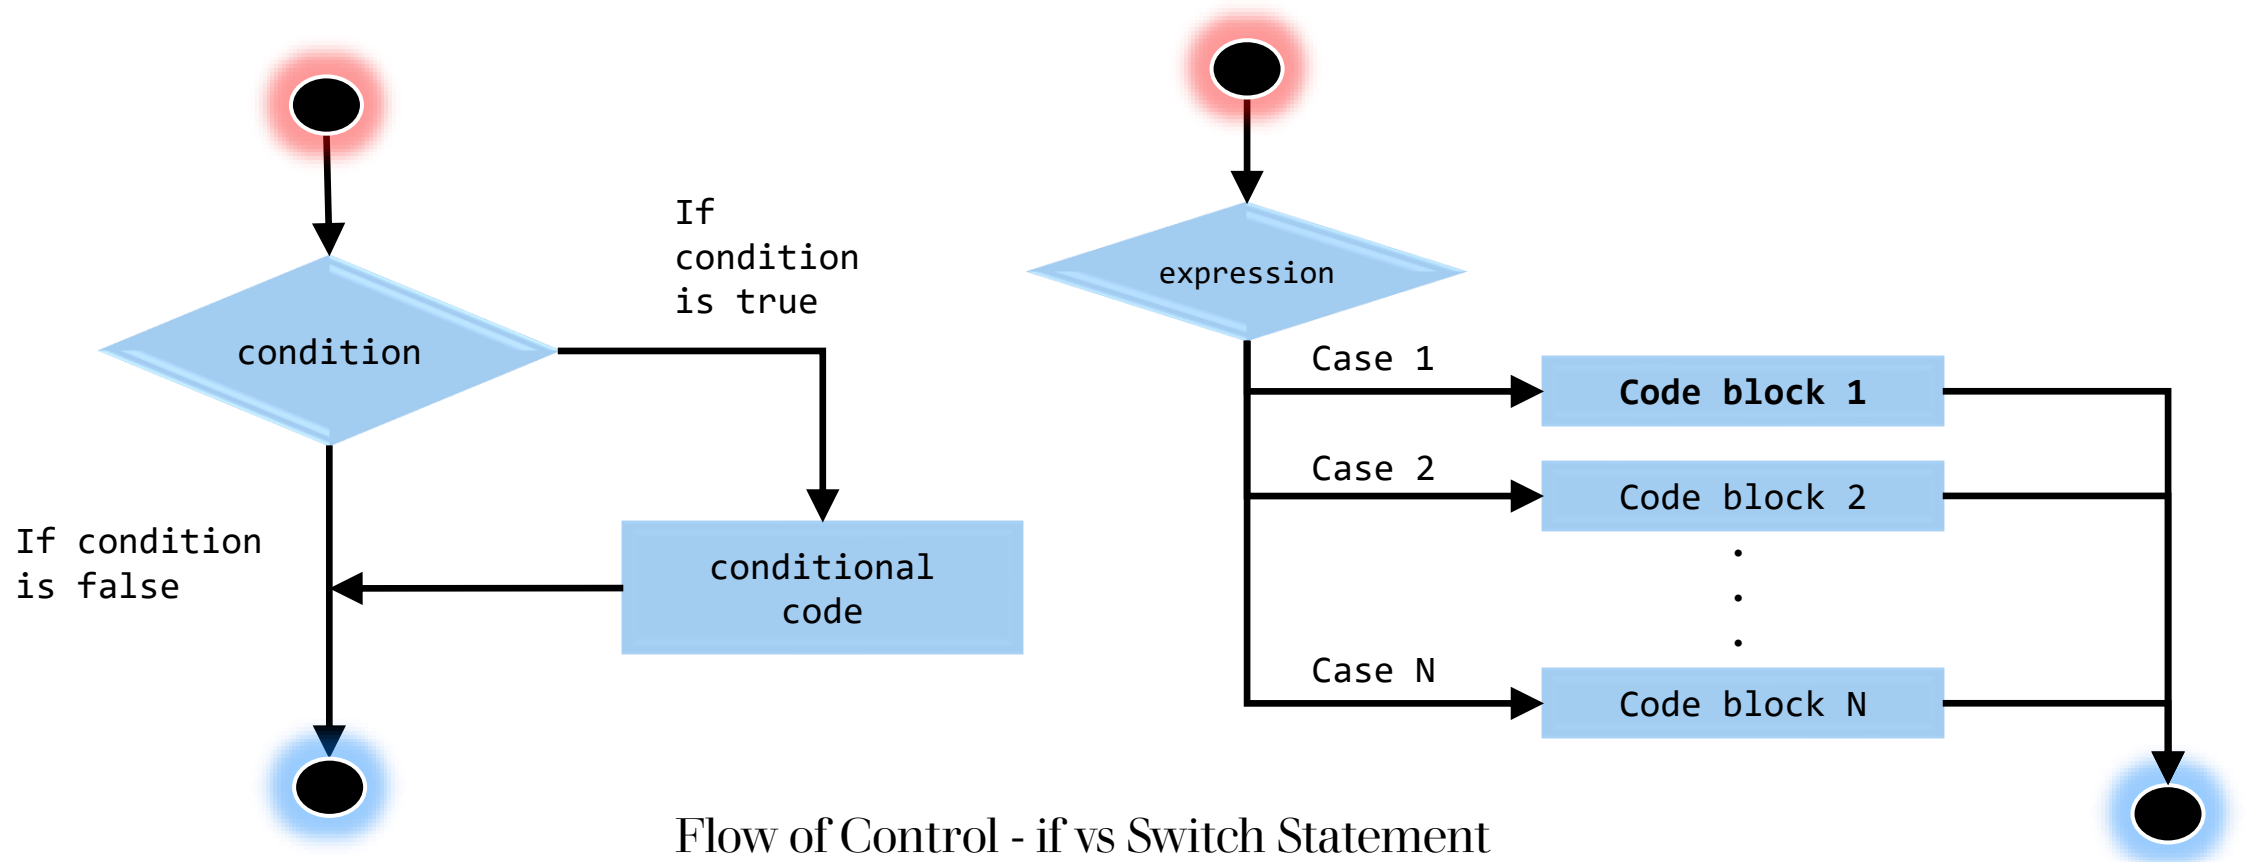 condition
If
condition
is true
If condition
is false
conditional
code
expression
Case 1
Code block 1
Case 2
Code block 2
.
.
.
Case N
Code block N
Flow of Control - if vs Switch Statement